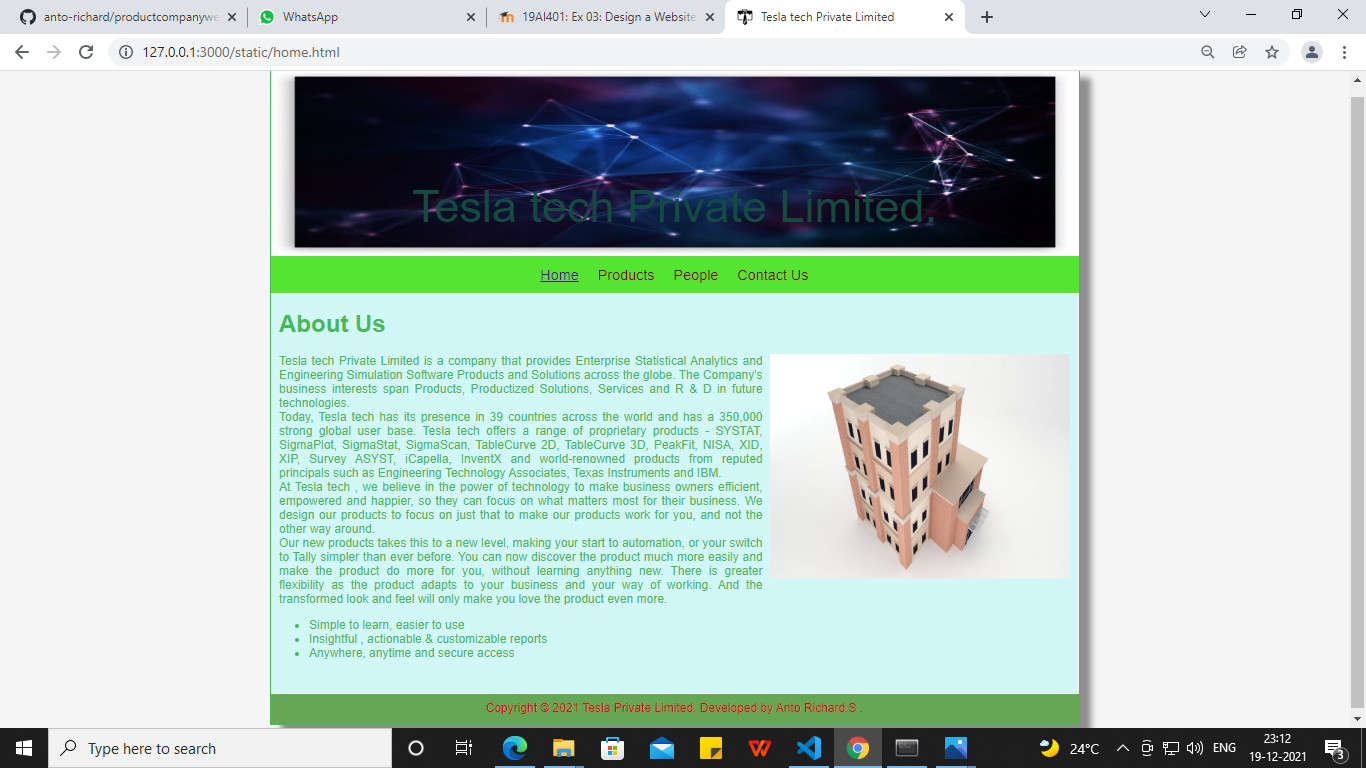 anto-richard/productcompanywe
WhatsApp
19AI401: Ex 03: Design a Website
Tesla tech Private Limited
127.0.0.1:3000/static/home.html
Tesla tech Private Limited.
Home Products People Contact Us
About Us
Tesla tech Private Limited is a company that provides Enterprise Statistical Analytics and
Engineering Simulation Software Products and Solutions across the globe. The Company's
business interests span Products, Productized Solutions, Services and R & D in future
technologies.
Today, Tesla tech has its presence in 39 countries across the world and has a 350,000
strong global user base. Tesla tech offers a range of proprietary products - SYSTAT,
SigmaPlot, SigmaStat, SigmaScan, TableCurve 2D, TableCurve 3D, PeakFit, NISA, XID,
XIP, Survey ASYST, iCapella, InventX and world-renowned products from reputed
principals such as Engineering Technology Associates, Texas Instruments and IBM.
At Tesla tech , we believe in the power of technology to make business owners efficient,
empowered and happier, so they can focus on what matters most for their business. We
design our products to focus on just that to make our products work for you, and not the
other way around.
Our new products takes this to a new level, making your start to automation, or your switch
to Tally simpler than ever before. You can now discover the product much more easily and
make the product do more for you, without learning anything new. There is greater
flexibility as the product adapts to your business and your way of working. And the
transformed look and feel will only make you love the product even more.
• Simple to learn, easier to use
• Insightful , actionable & customizable reports
• Anywhere, anytime and secure access
Copyright © 2021 Tesla Private Limited, Developed by Anto Richard.S .
Type here to search
24°C
ENG
23:12
19-12-2021
3